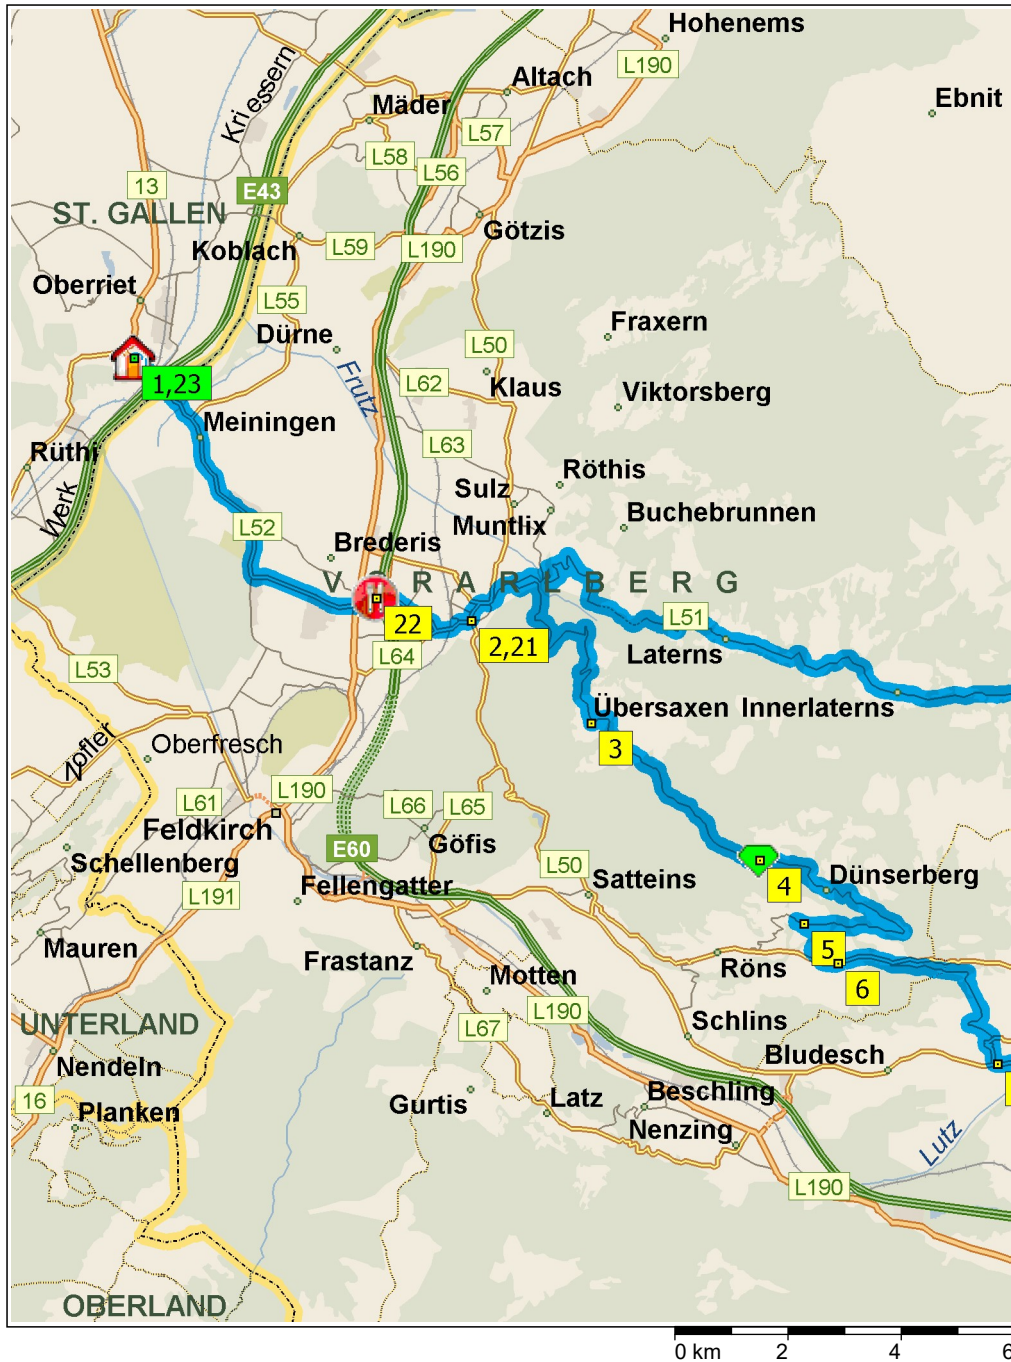 Hohenems
L190
Altach
Ebnit
Kriessern
Mäder
L57
L58
L56
13
E43
ST. GALLEN
Götzis
Koblach
L59
L190
Oberriet
L55
Dürne
Fraxern
L50
Frutz
L62
Klaus
1,23
Viktorsberg
Meiningen
L63
Rüthi
Röthis
Sulz
Werk
Muntlix
Buchebrunnen
L52
Brederis
VORARLBERG
22
L51
2,21
L64
Laterns
L53
Übersaxen
Innerlaterns
3
Oberfresch
L190
L61
L66
L65
Feldkirch
E60
Göfis
Schellenberg
L50
Satteins
4
Dünserberg
Fellengatter
L191
Mauren
Frastanz
5
Röns
Motten
6
L190
UNTERLAND
L67
Schlins
Nendeln
Bludesch
16
Planken
Gurtis
Latz
Beschling
Nenzing
Lutz
L190
OBERLAND
0 km
2
4
6